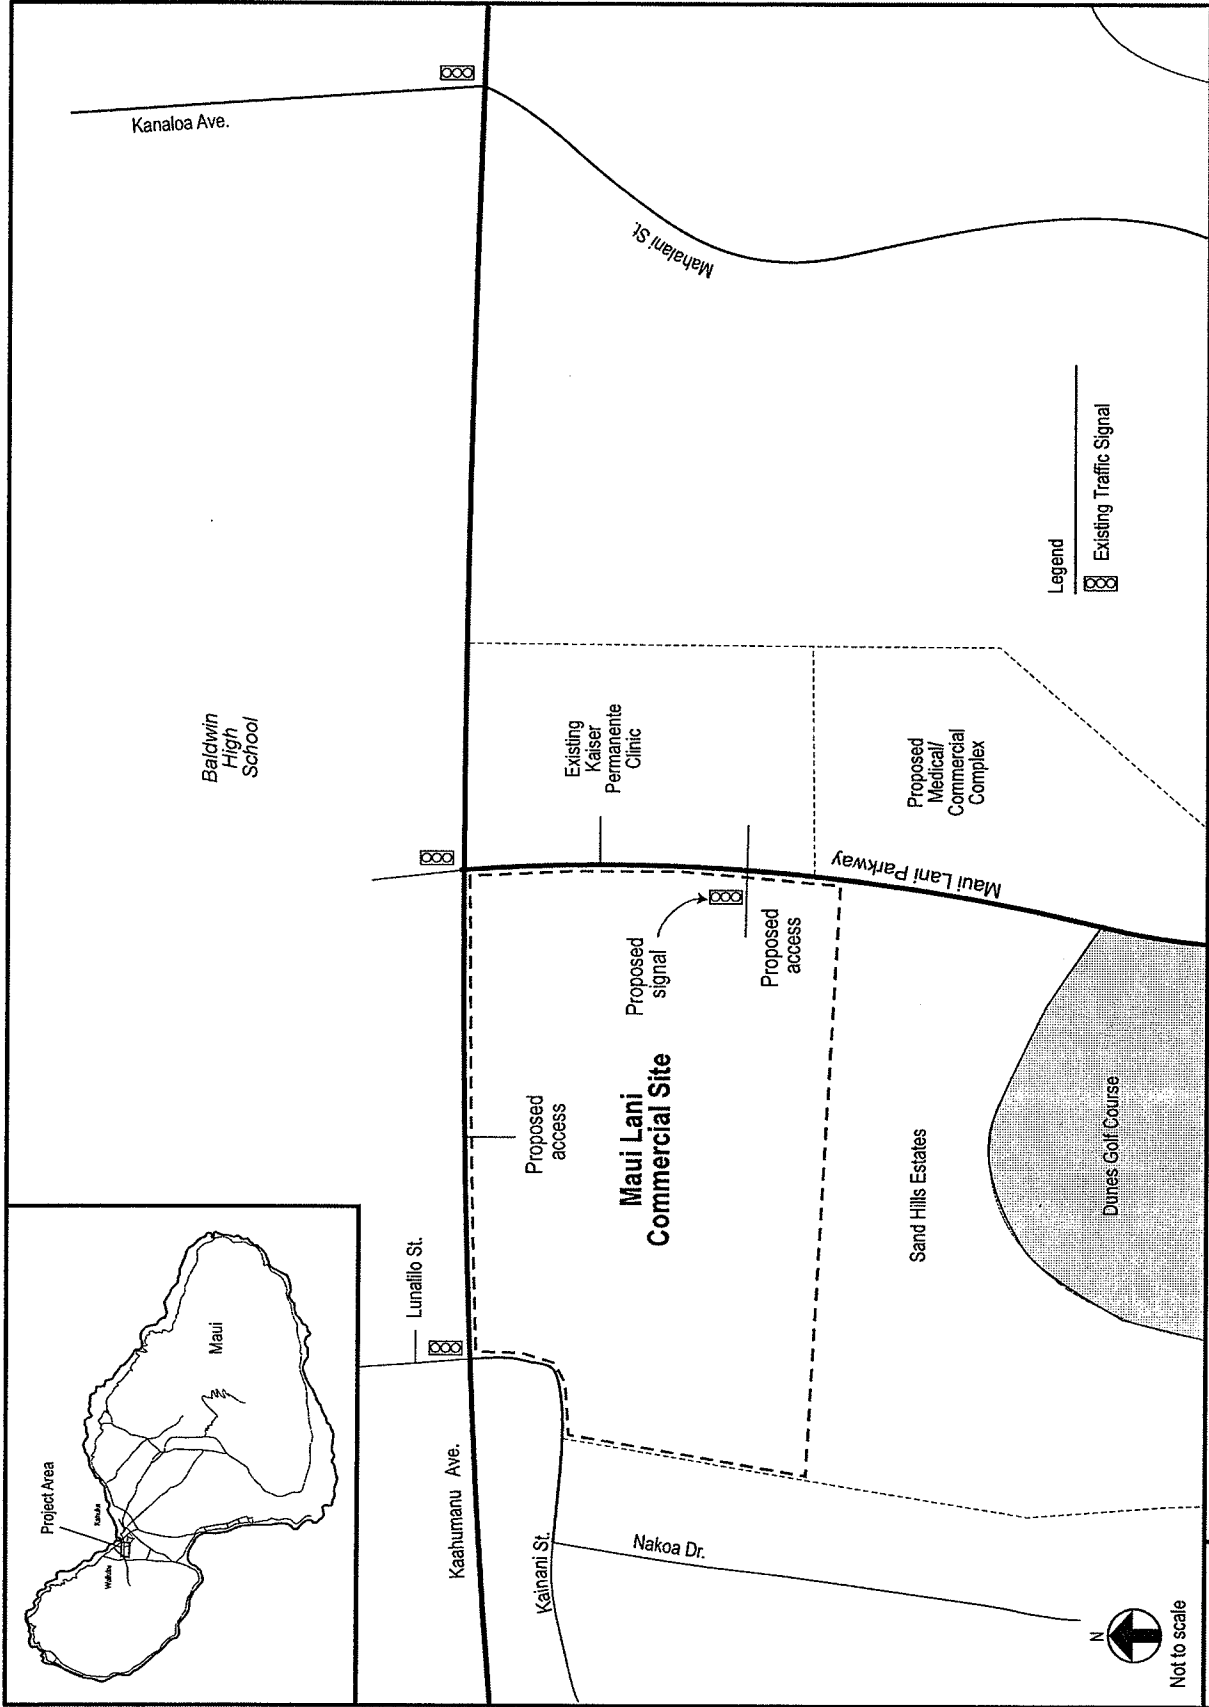 Project Area
Kahului
Wailuku
Maui
Kanaloa Ave.
Baldwin
High
School
Lunalilo St.
Kaahumanu Ave.
Mahalani St.
Existing
Kaiser
Permanente
Clinic
Proposed
access
Proposed
signal
Proposed
access
Maui Lani
Commercial Site
Kainani St.
Nakoa Dr.
Maui Lani Parkway
Proposed
Medical/
Commercial
Complex
Sand Hills Estates
Dunes Golf Course
Legend
Existing Traffic Signal
N
Not to scale